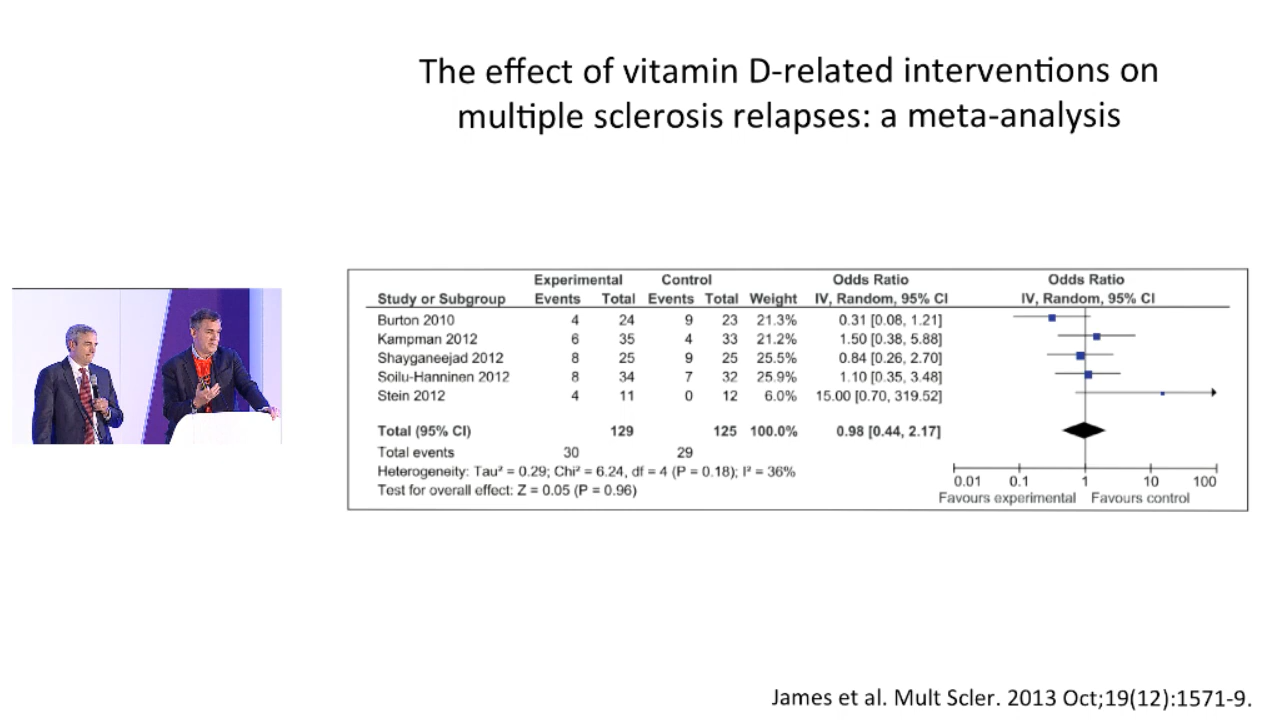 The effect of vitamin D-related interventions on
multiple sclerosis relapses: a meta-analysis
Experimental Control Odds Ratio Odds Ratio
Study or Subgroup Events Total Events Total Weight IV, Random, 95% CI IV, Random, 95% CI
Burton 2010 4 24 9 23 21.3% 0.31 [0.08, 1.21]
Kampman 2012 6 35 4 33 21.2% 1.50 [0.38, 5.88]
Shayganeejad 2012 8 25 9 25 25.5% 0.84 [0.26, 2.70]
Soilu-Hanninen 2012 8 34 7 32 25.9% 1.10 [0.35, 3.48]
Stein 2012 4 11 0 12 6.0% 15.00 [0.70, 319.52]
Total (95% CI) 129 125 100.0% 0.98 [0.44, 2.17]
Total events 30 29
Heterogeneity: Tau² = 0.29; Chi² = 6.24, df = 4 (P = 0.18); I² = 36%
Test for overall effect: Z = 0.05 (P = 0.96)
0.01 0.1 1 10 100
Favours experimental Favours control
James et al. Mult Scler. 2013 Oct;19(12):1571-9.